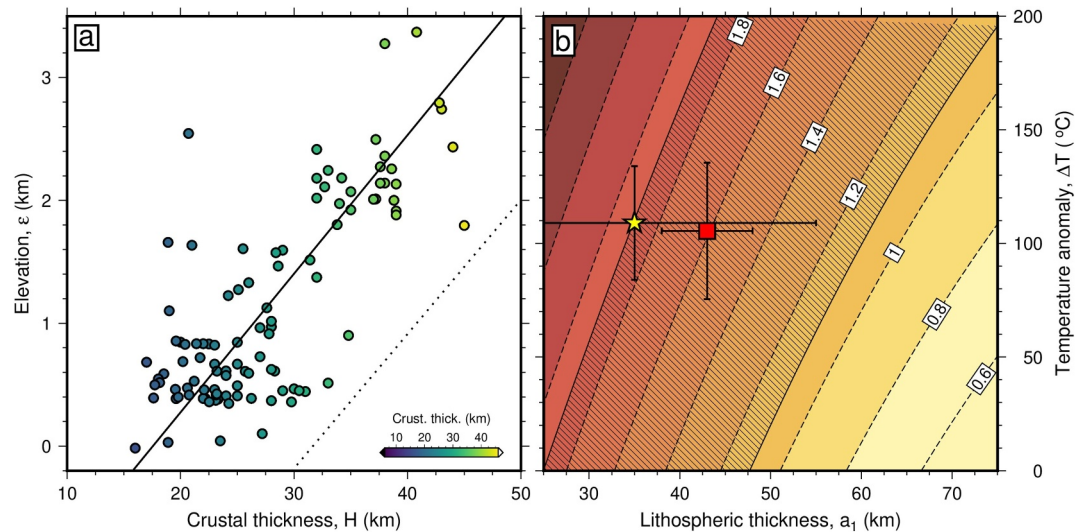 a
Elevation, ε (km)
3
2
1
0
Crust. thick. (km)
10 20 30 40
10 20 30 40 50
Crustal thickness, H (km)
b
1.8
1.6
1.4
1.2
1
0.8
0.6
200
150
100
50
0
Temperature anomaly, ΔT (ºC)
30 40 50 60 70
Lithospheric thickness, a₁ (km)